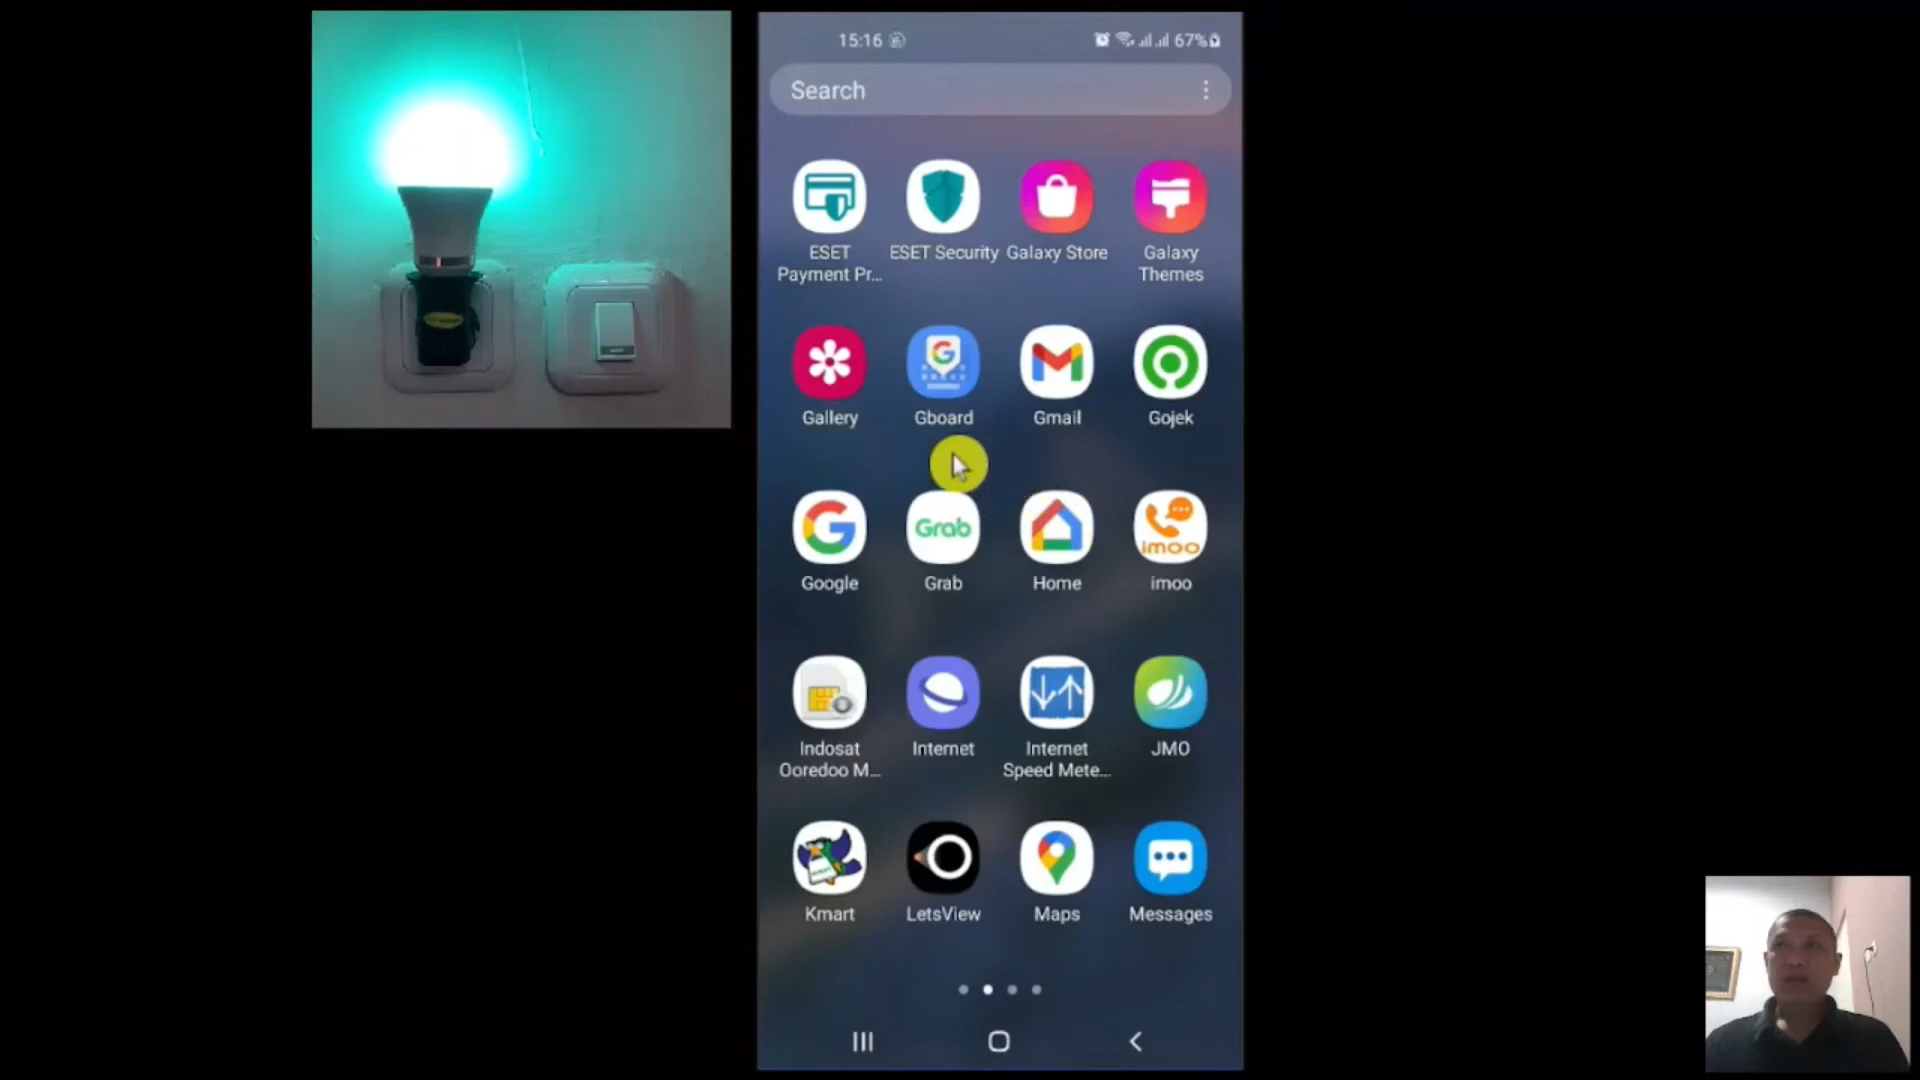 15:16
67%
Search
ESET
Payment Pr...
ESET Security
Galaxy Store
Galaxy
Themes
Gallery
Gboard
Gmail
Gojek
Google
Grab
Grab
Home
imoo
imoo
Indosat
Ooredoo M...
Internet
Internet
Speed Mete...
JMO
Kmart
LetsView
Maps
Messages